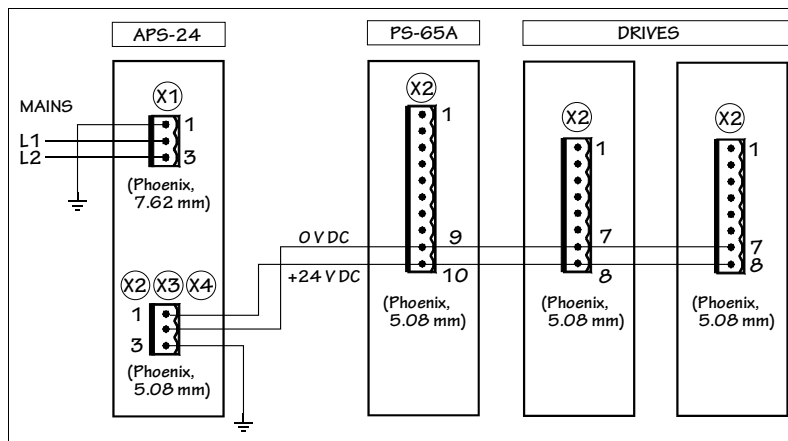 APS-24
PS-65A
DRIVES
X1
MAINS
1
L1
L2
3
(Phoenix,
7.62 mm)
X2 X3 X4
1
3
(Phoenix,
5.08 mm)
0 V DC
+24 V DC
X2
1
9
10
(Phoenix,
5.08 mm)
X2
1
7
8
(Phoenix,
5.08 mm)
X2
1
7
8
(Phoenix,
5.08 mm)